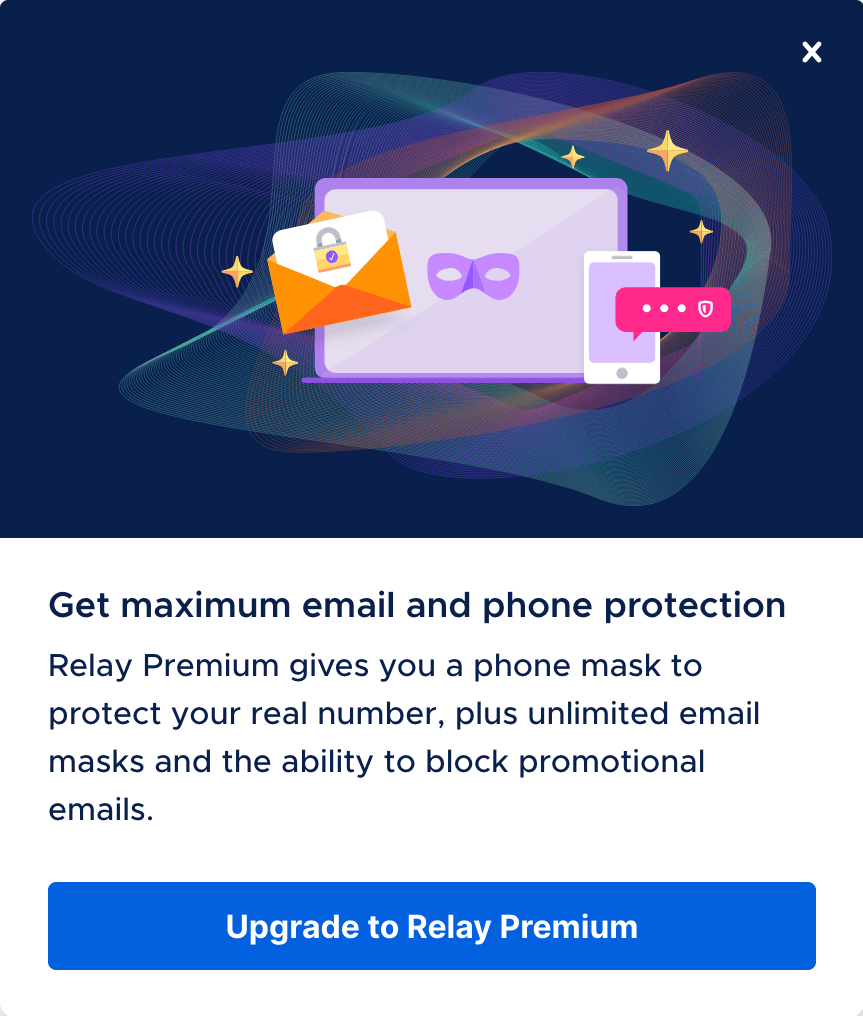 Get maximum email and phone protection
Relay Premium gives you a phone mask to
protect your real number, plus unlimited email
masks and the ability to block promotional
emails.
Upgrade to Relay Premium